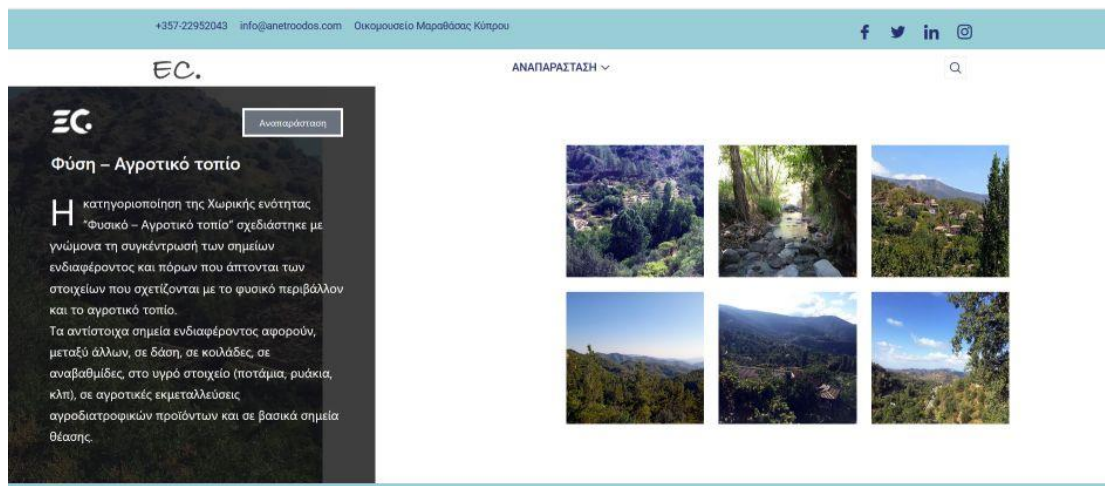 +357-22952043 info@anetroodos.com Οικομουσείο Μαραθάσας Κύπρου
EC.
ΑΝΑΠΑΡΑΣΤΑΣΗ
EC.
Αναπαράσταση
Φύση – Αγροτικό τοπίο
Η κατηγοριοποίηση της Χωρικής ενότητας
“Φυσικό – Αγροτικό τοπίο” σχεδιάστηκε με
γνώμονα τη συγκέντρωσή των σημείων
ενδιαφέροντος και πόρων που άπτονται των
στοιχείων που σχετίζονται με το φυσικό περιβάλλον
και το αγροτικό τοπίο.
Τα αντίστοιχα σημεία ενδιαφέροντος αφορούν,
μεταξύ άλλων, σε δάση, σε κοιλάδες, σε
αναβαθμίδες, στο υγρό στοιχείο (ποτάμια, ρυάκια,
κλπ), σε αγροτικές εκμεταλλεύσεις
αγροδιατροφικών προϊόντων και σε βασικά σημεία
θέασης.